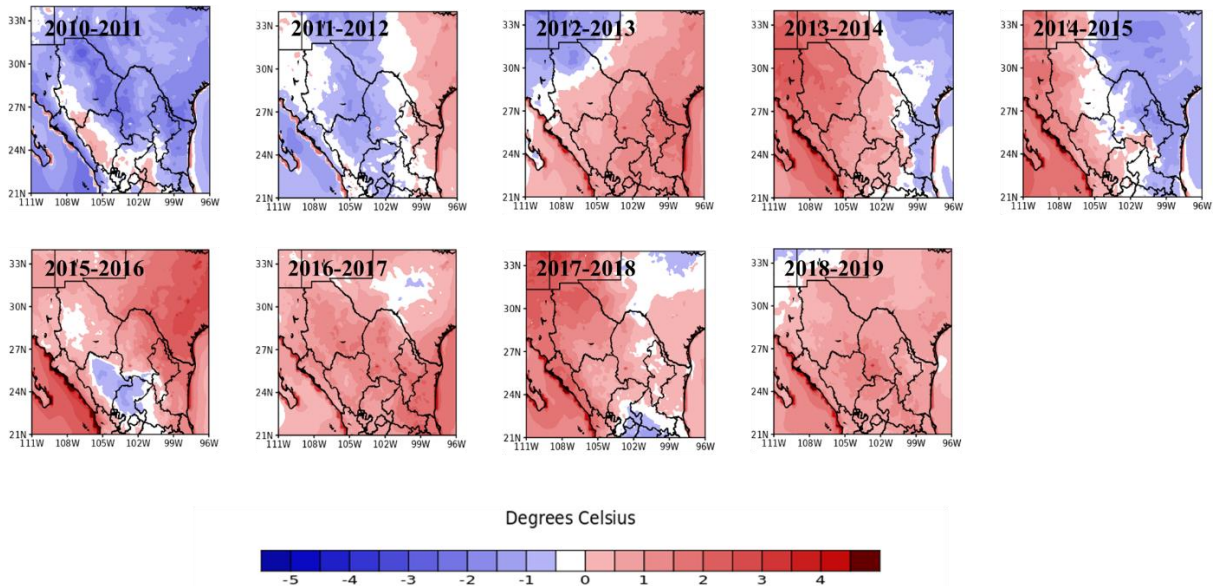 2010-2011
2011-2012
2012-2013
2013-2014
2014-2015
33N 30N 27N 24N 21N
33N 30N 27N 24N 21N
33N 30N 27N 24N 21N
33N 30N 27N 24N 21N
33N 30N 27N 24N 21N
111W 108W 105W 102W 99W 96W
111W 108W 105W 102W 99W 96W
111W 108W 105W 102W 99W 96W
111W 108W 105W 102W 99W 96W
111W 108W 105W 102W 99W 96W
2015-2016
2016-2017
2017-2018
2018-2019
33N 30N 27N 24N 21N
33N 30N 27N 24N 21N
33N 30N 27N 24N 21N
33N 30N 27N 24N 21N
111W 108W 105W 102W 99W 96W
111W 108W 105W 102W 99W 96W
111W 108W 105W 102W 99W 96W
111W 108W 105W 102W 99W 96W
Degrees Celsius
-5 -4 -3 -2 -1 0 1 2 3 4